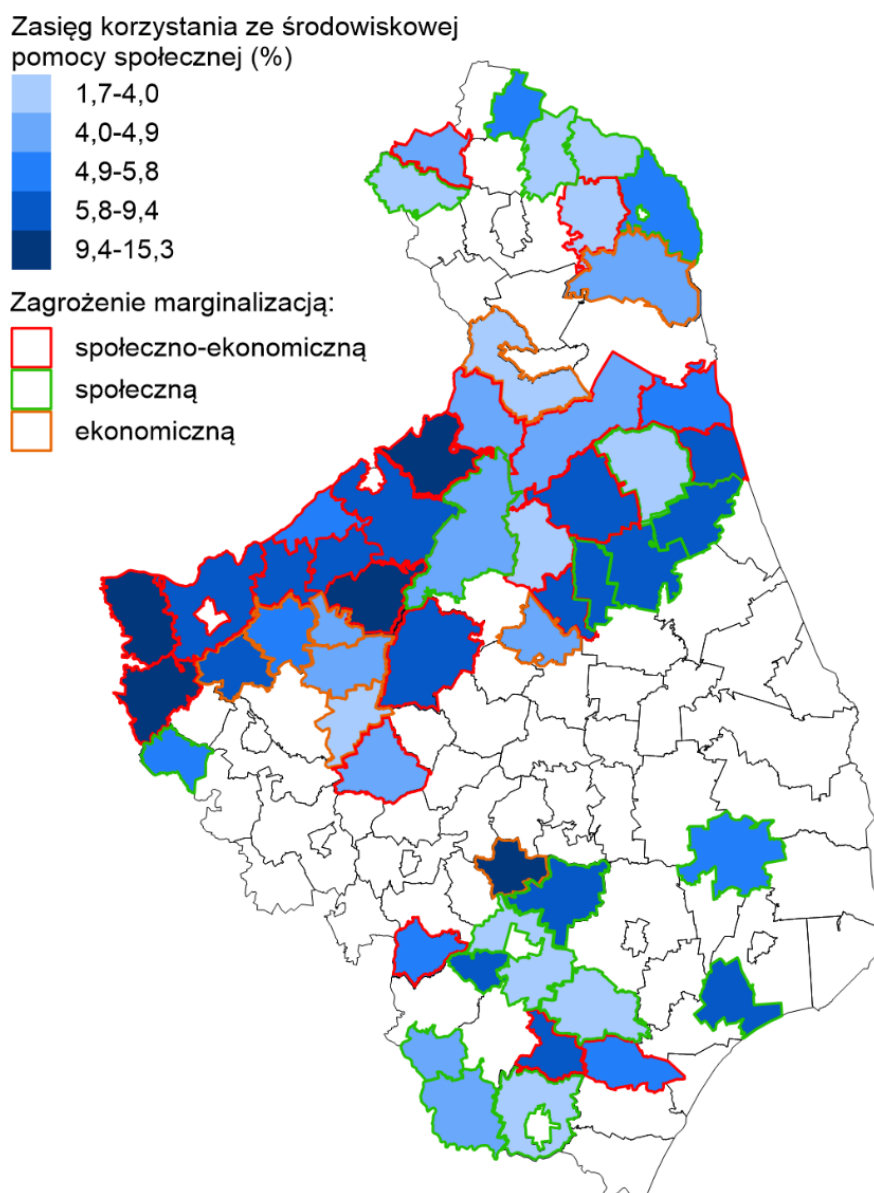 Zasięg korzystania ze środowiskowej
pomocy społecznej (%)
1,7-4,0
4,0-4,9
4,9-5,8
5,8-9,4
9,4-15,3
Zagrożenie marginalizacją:
społeczno-ekonomiczną
społeczną
ekonomiczną